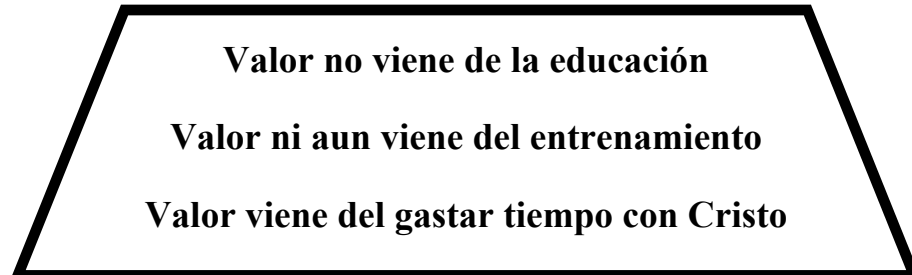 Valor no viene de la educación
Valor ni aun viene del entrenamiento
Valor viene del gastar tiempo con Cristo